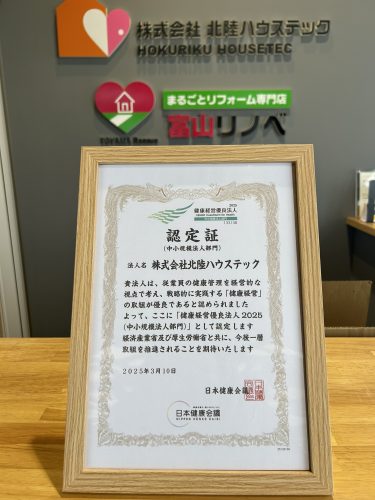 株式会社 北陸ハウステック
HOKURIKU HOUSETEC
まるごとリフォーム専門店
富山リノベ
TOYAMA Renove
2025
健康経営優良法人
認定証
(中小規模法人部門)
法人名 株式会社北陸ハウステック
貴法人は、従業員の健康管理を経営的な
視点で考え、戦略的に実践する「健康経営」
の取組が優良であると認められました
よって、ここに「健康経営優良法人2025
(中小規模法人部門)」として認定します
経済産業省及び厚生労働省と共に、今後一層
取組を推進されることを期待いたします
2025年3月10日
日本健康会議
日本健康会議
NIPPON KENKO KAIGI